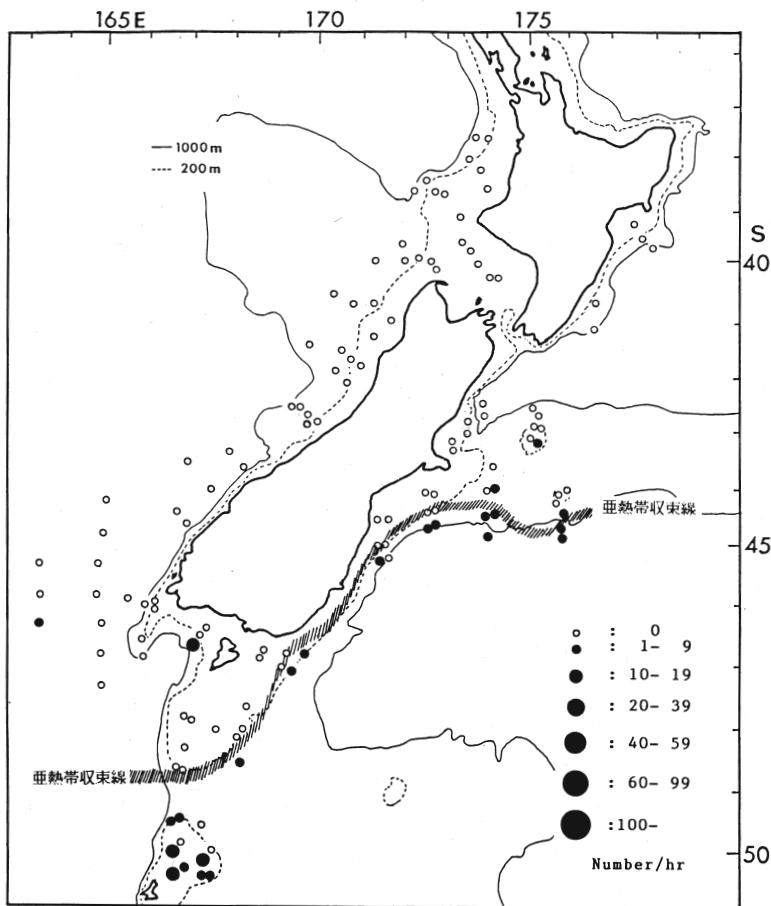 165E 170 175
1000m
200m
S
40
亜熱帯収束線
45
: 0
: 1- 9
: 10- 19
: 20- 39
: 40- 59
亜熱帯収束線
: 60- 99
:100-
50
Number/hr